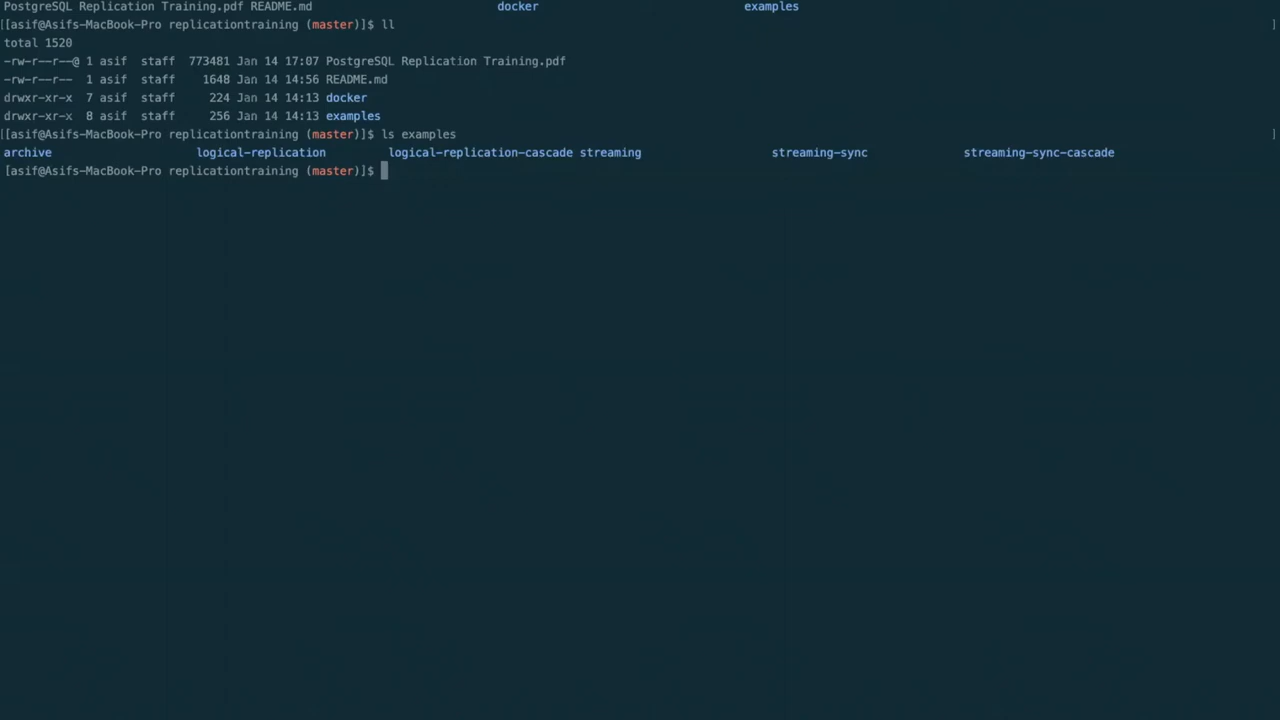 PostgreSQL Replication Training.pdf README.md docker examples
[[asif@Asifs-MacBook-Pro replicationtraining (master)]$ ll ]
total 1520
-rw-r--r--@ 1 asif staff 773481 Jan 14 17:07 PostgreSQL Replication Training.pdf
-rw-r--r-- 1 asif staff 1648 Jan 14 14:56 README.md
drwxr-xr-x 7 asif staff 224 Jan 14 14:13 docker
drwxr-xr-x 8 asif staff 256 Jan 14 14:13 examples
[[asif@Asifs-MacBook-Pro replicationtraining (master)]$ ls examples ]
archive logical-replication logical-replication-cascade streaming streaming-sync streaming-sync-cascade
[asif@Asifs-MacBook-Pro replicationtraining (master)]$